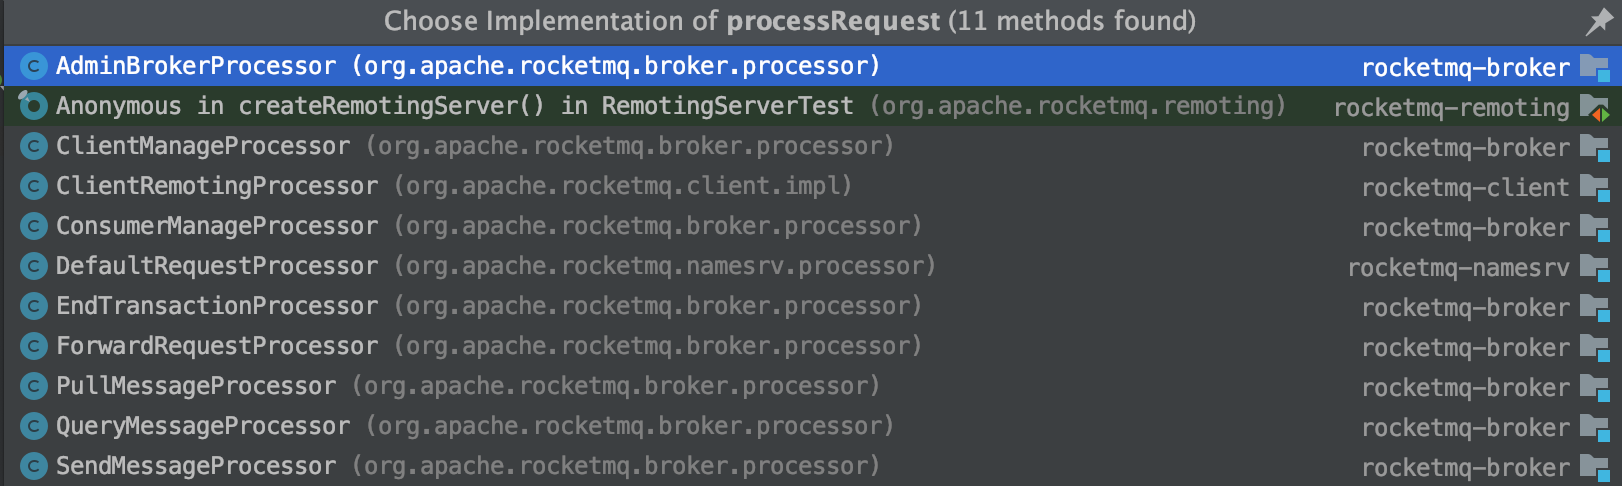 Choose Implementation of processRequest (11 methods found)
AdminBrokerProcessor (org.apache.rocketmq.broker.processor) rocketmq-broker
Anonymous in createRemotingServer() in RemotingServerTest (org.apache.rocketmq.remoting) rocketmq-remoting
ClientManageProcessor (org.apache.rocketmq.broker.processor) rocketmq-broker
ClientRemotingProcessor (org.apache.rocketmq.client.impl) rocketmq-client
ConsumerManageProcessor (org.apache.rocketmq.broker.processor) rocketmq-broker
DefaultRequestProcessor (org.apache.rocketmq.namesrv.processor) rocketmq-namesrv
EndTransactionProcessor (org.apache.rocketmq.broker.processor) rocketmq-broker
ForwardRequestProcessor (org.apache.rocketmq.broker.processor) rocketmq-broker
PullMessageProcessor (org.apache.rocketmq.broker.processor) rocketmq-broker
QueryMessageProcessor (org.apache.rocketmq.broker.processor) rocketmq-broker
SendMessageProcessor (org.apache.rocketmq.broker.processor) rocketmq-broker